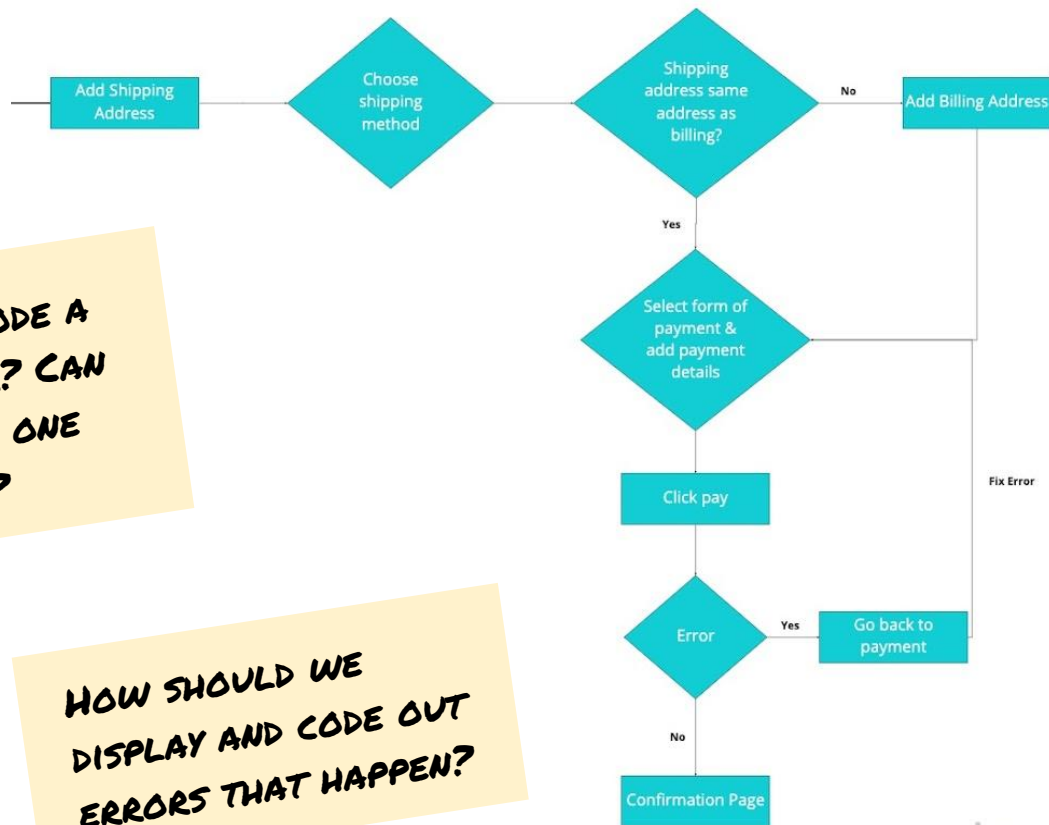 Add Shipping
Address
Choose
shipping
method
Shipping
address same
address as
billing?
No
Add Billing Address
Yes
Select form of
payment &
add payment
details
Click pay
Fix Error
Error
Yes
Go back to
payment
No
Confirmation Page
A
? CAN
ONE
?
HOW SHOULD WE
DISPLAY AND CODE OUT
ERRORS THAT HAPPEN?